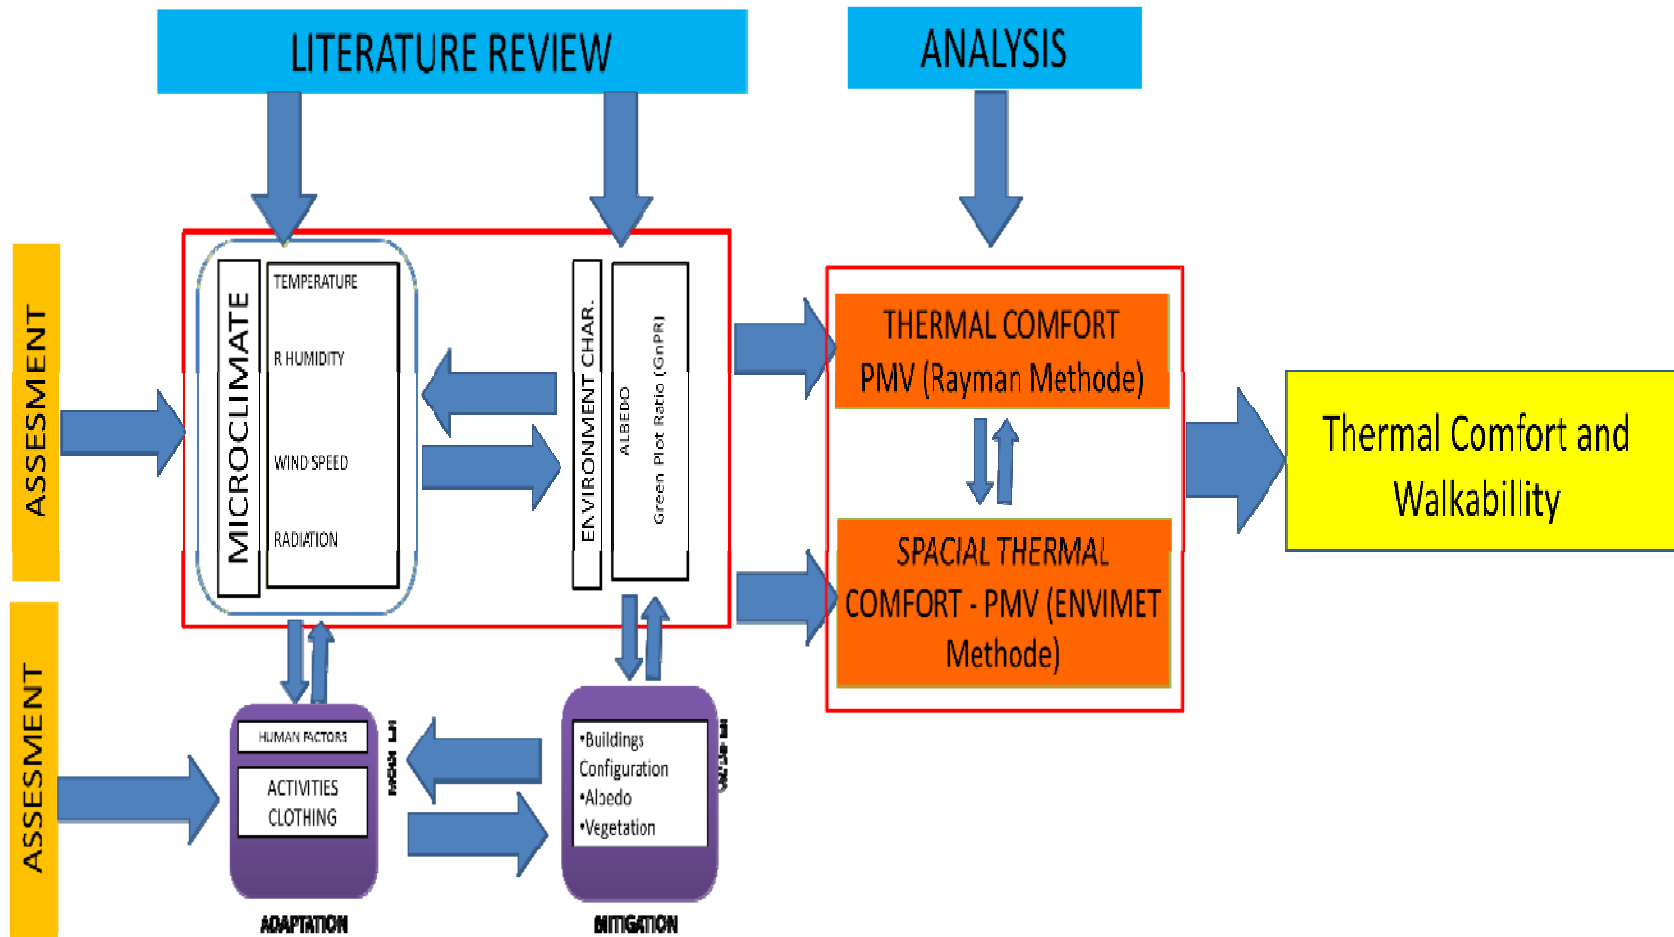 LITERATURE REVIEW
ANALYSIS
ASSESMENT
MICROCLIMATE
TEMPERATURE
R HUMIDITY
WIND SPEED
RADIATION
ENVIRONMENT CHAR.
ALBEDO
Green Plot Ratio (GnPR)
THERMAL COMFORT
PMV (Rayman Methode)
SPACIAL THERMAL
COMFORT - PMV (ENVIMET
Methode)
Thermal Comfort and
Walkabillity
ASSESMENT
HUMAN FACTORS
ACTIVITIES
CLOTHING
•Buildings
Configuration
•Albedo
•Vegetation
ADAPTATION
MITIGATION